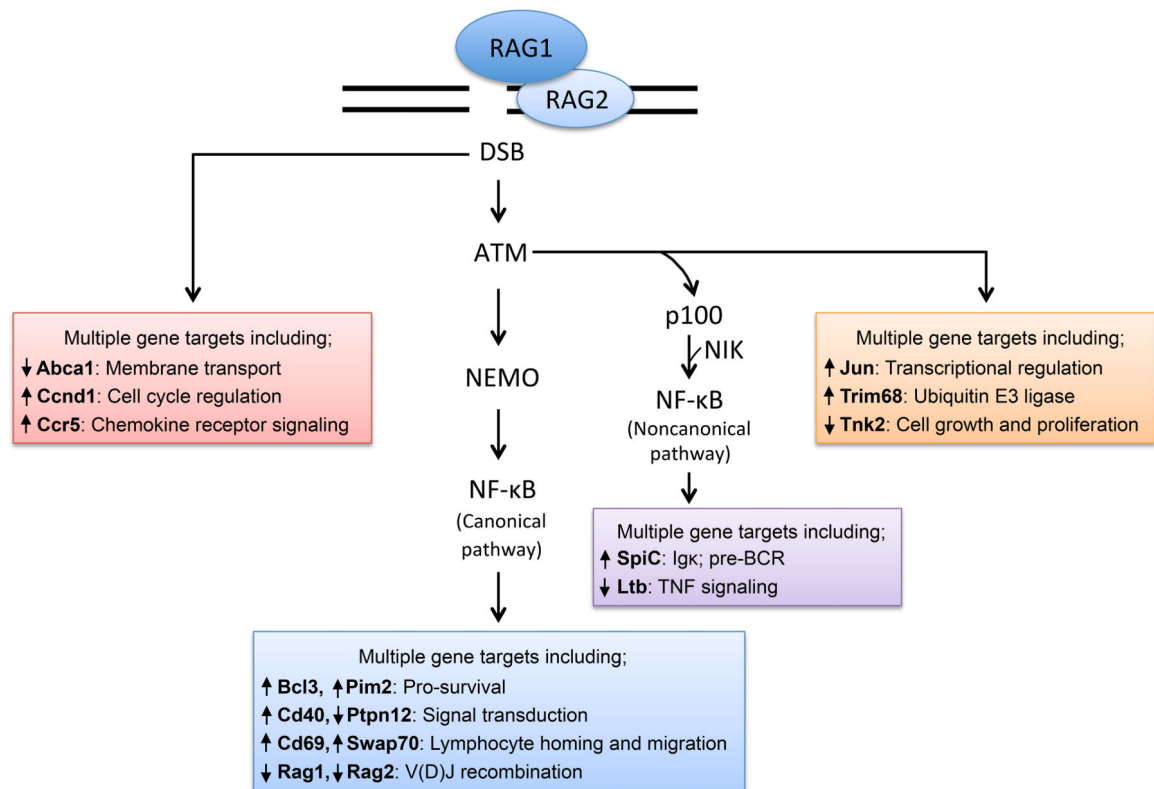 RAG1
RAG2
DSB
ATM
Multiple gene targets including;
↓ Abca1: Membrane transport
↑ Ccnd1: Cell cycle regulation
↑ Ccr5: Chemokine receptor signaling
NEMO
NF-κB
(Canonical
pathway)
p100
NIK
NF-κB
(Noncanonical
pathway)
Multiple gene targets including;
↑ Jun: Transcriptional regulation
↑ Trim68: Ubiquitin E3 ligase
↓ Tnk2: Cell growth and proliferation
Multiple gene targets including;
↑ SpiC: Igκ; pre-BCR
↓ Ltb: TNF signaling
Multiple gene targets including;
↑ Bcl3, ↑ Pim2: Pro-survival
↑ Cd40, ↓ Ptpn12: Signal transduction
↑ Cd69, ↑ Swap70: Lymphocyte homing and migration
↓ Rag1, ↓ Rag2: V(D)J recombination